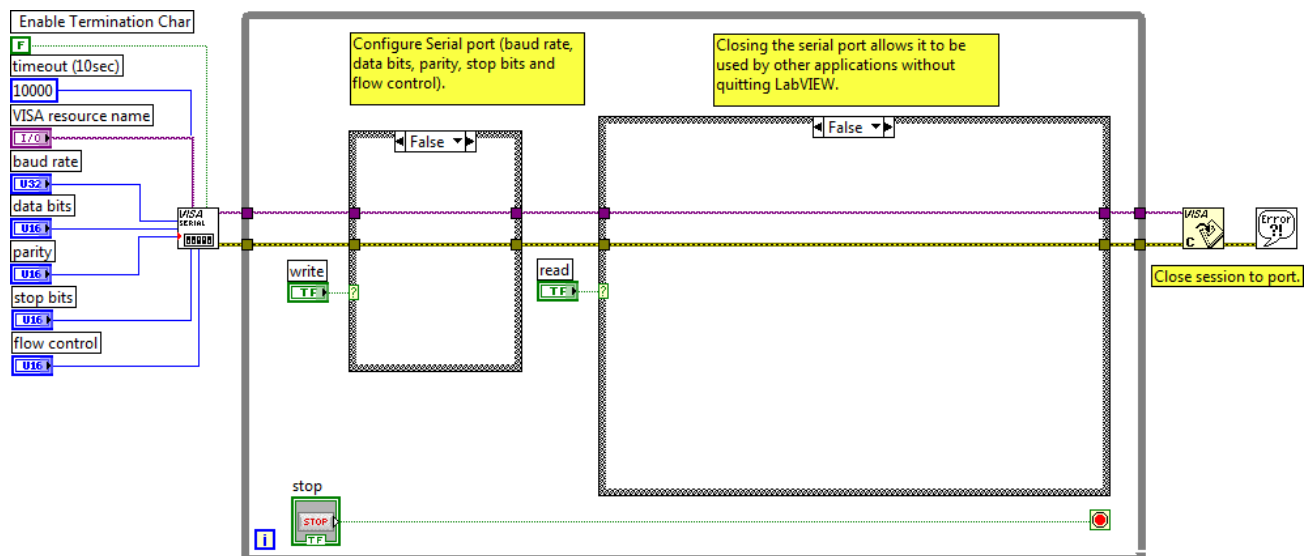 Enable Termination Char
F
timeout (10sec)
10000
VISA resource name
I/O
baud rate
U32
data bits
U16
parity
U16
stop bits
U16
flow control
U16
VISA
SERIAL
Configure Serial port (baud rate,
data bits, parity, stop bits and
flow control).
False
write
TF
?
Closing the serial port allows it to be
used by other applications without
quitting LabVIEW.
False
read
TF
?
stop
STOP
TF
i
VISA
C
Error
?!
Close session to port.